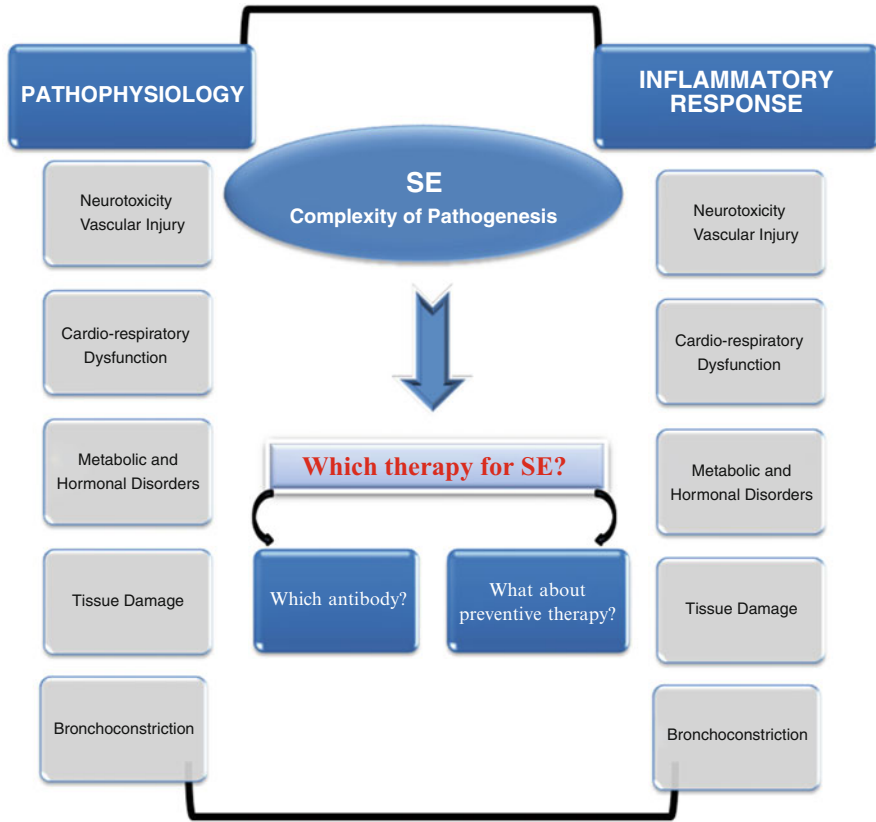 PATHOPHYSIOLOGY
Neurotoxicity
Vascular Injury
Cardio-respiratory
Dysfunction
Metabolic and
Hormonal Disorders
Tissue Damage
Bronchoconstriction
SE
Complexity of Pathogenesis
Which therapy for SE?
Which antibody?
What about
preventive therapy?
INFLAMMATORY
RESPONSE
Neurotoxicity
Vascular Injury
Cardio-respiratory
Dysfunction
Metabolic and
Hormonal Disorders
Tissue Damage
Bronchoconstriction